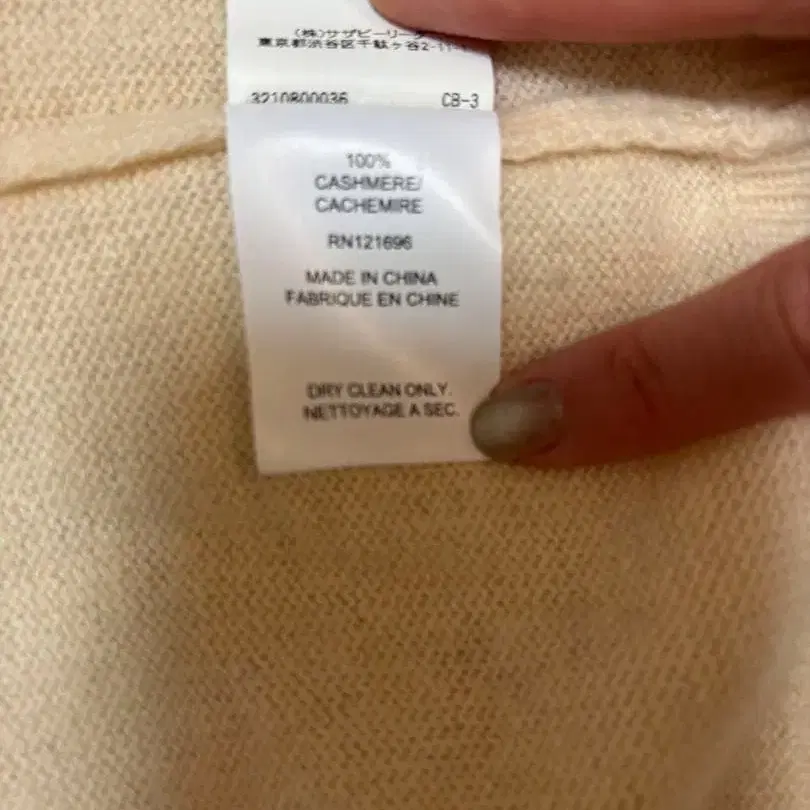 (株)サザビーリーグ
東京都渋谷区千駄ヶ谷2-11-1
3210800036 CB-3
100%
CASHMERE/
CACHEMIRE
RN121696
MADE IN CHINA
FABRIQUE EN CHINE
DRY CLEAN ONLY.
NETTOYAGE A SEC.